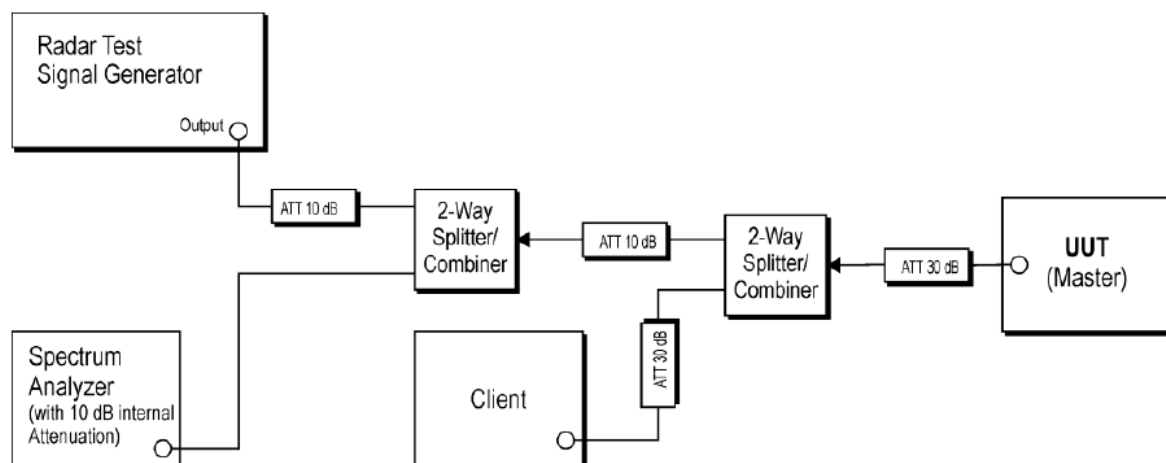 Radar Test
Signal Generator
Output
ATT 10 dB
2-Way
Splitter/
Combiner
ATT 10 dB
2-Way
Splitter/
Combiner
ATT 30 dB
UUT
(Master)
Spectrum
Analyzer
(with 10 dB internal
Attenuation)
Client
ATT 30 dB